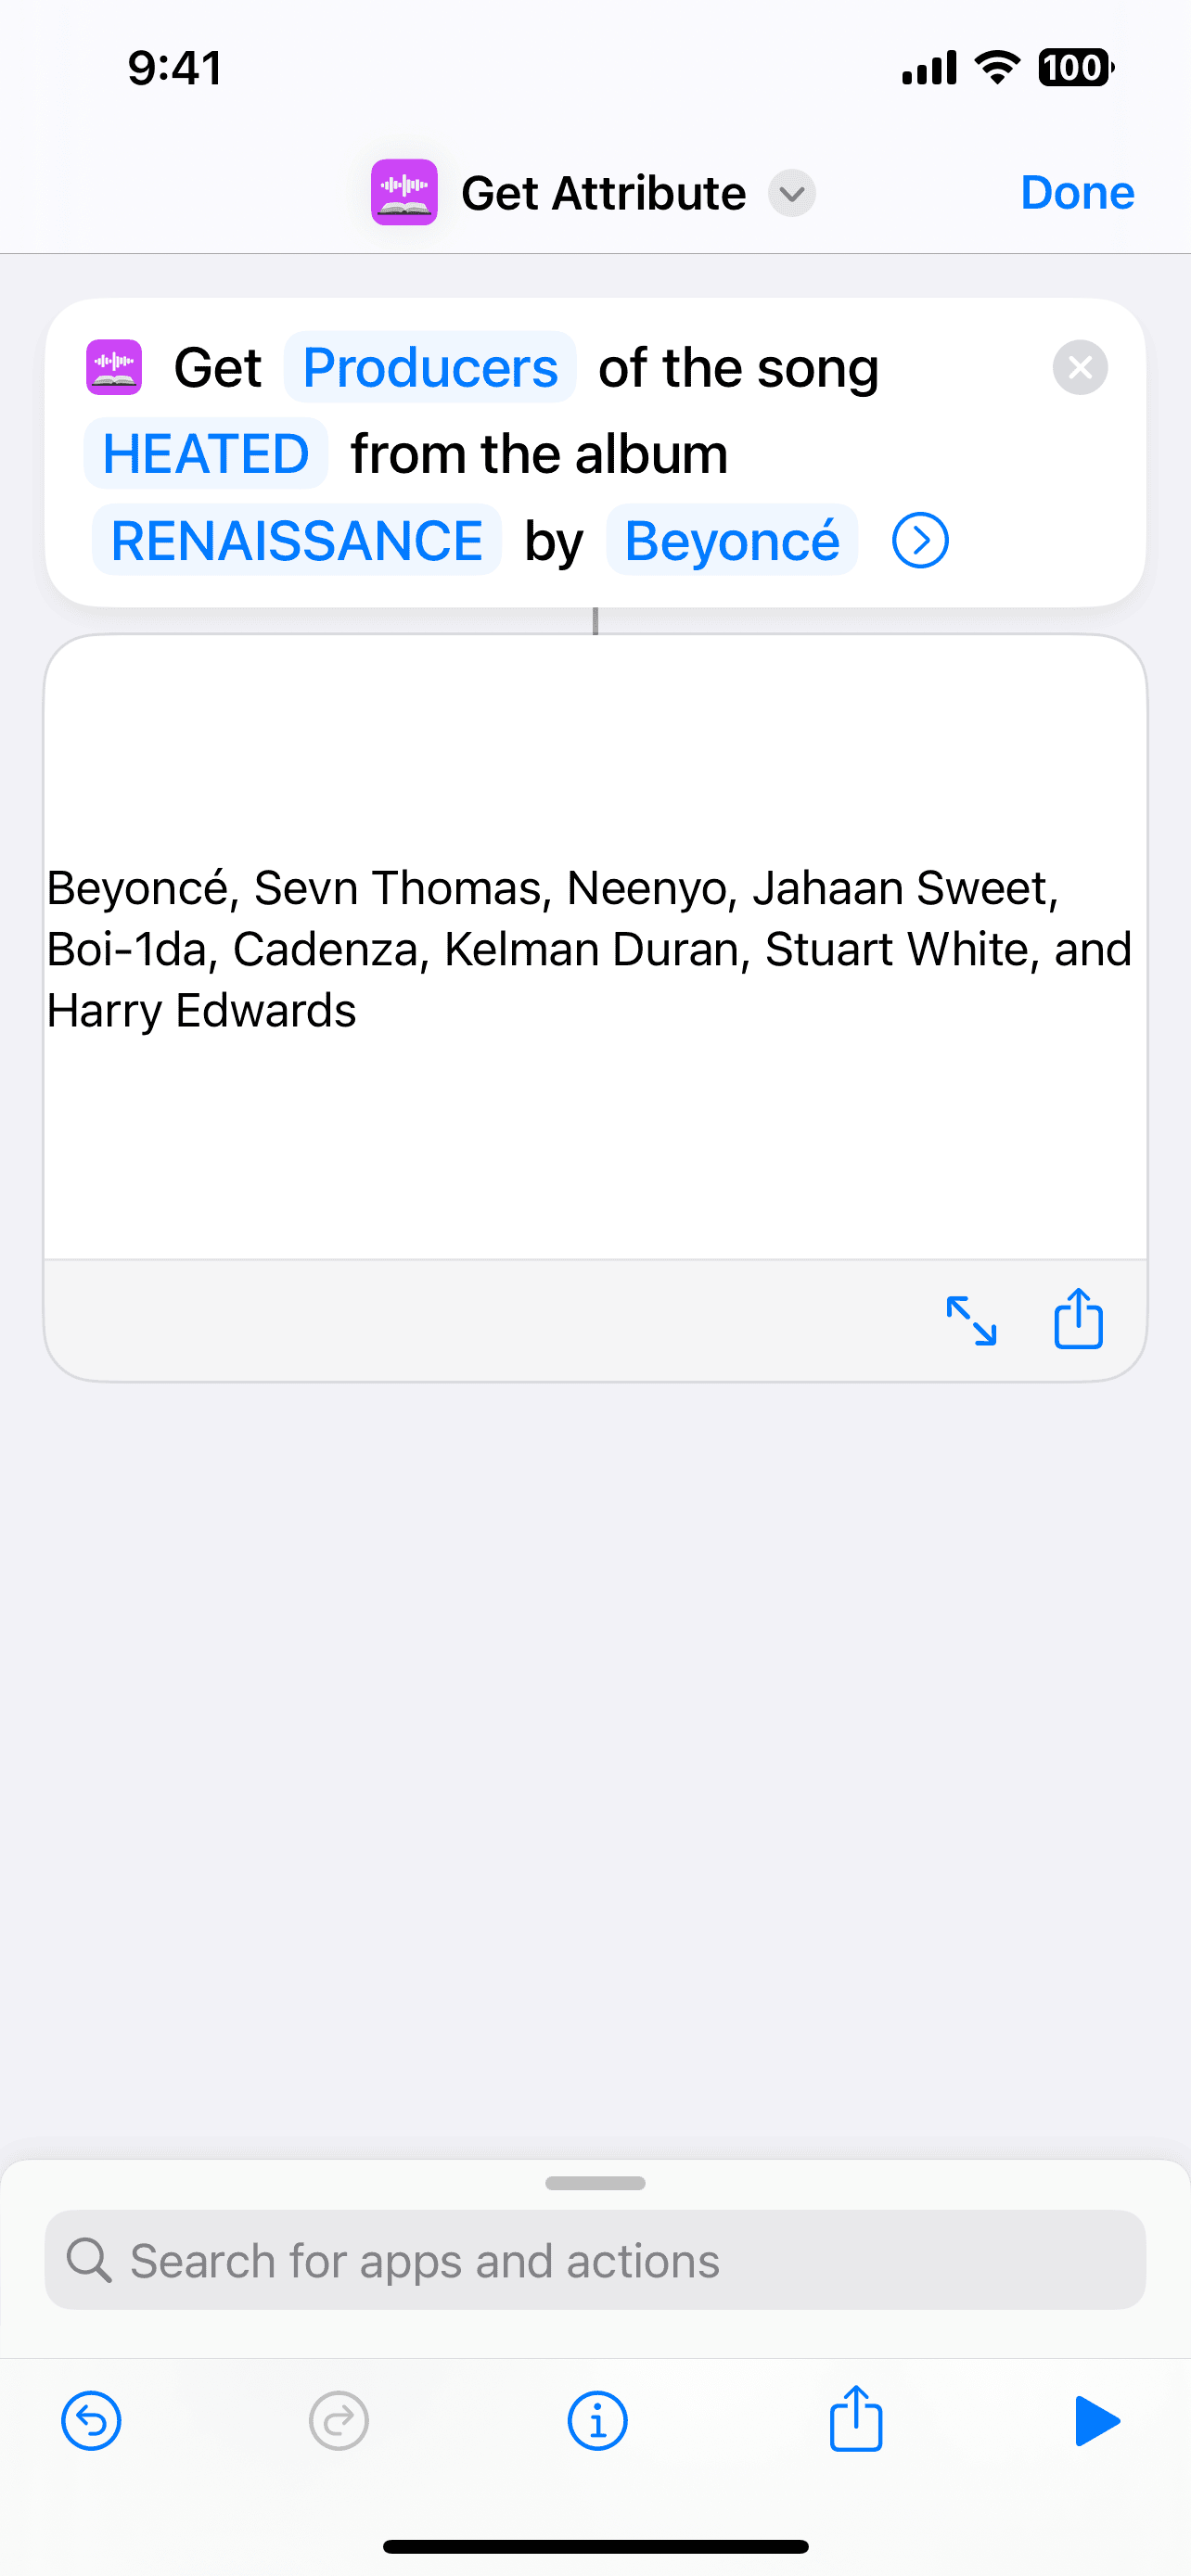 9:41
100
Get Attribute
Done
Get Producers of the song
HEATED from the album
RENAISSANCE by Beyoncé
Beyoncé, Sevn Thomas, Neenyo, Jahaan Sweet,
Boi-1da, Cadenza, Kelman Duran, Stuart White, and
Harry Edwards
Search for apps and actions